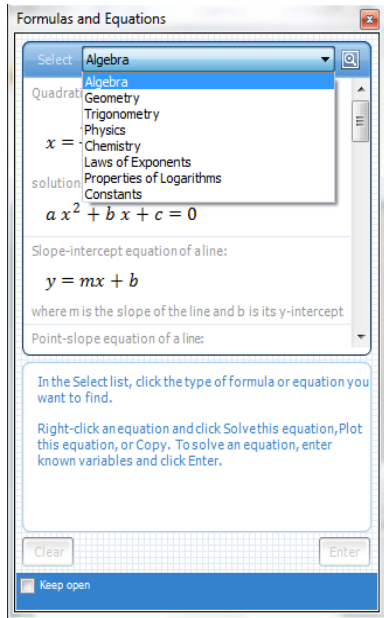 Formulas and Equations
Select Algebra
Algebra
Geometry
Trigonometry
Physics
Chemistry
Laws of Exponents
Properties of Logarithms
Constants
x =
solution
a x² + b x + c = 0
Slope-intercept equation of a line:
y = mx + b
where m is the slope of the line and b is its y-intercept
Point-slope equation of a line:
In the Select list, click the type of formula or equation you
want to find.
Right-click an equation and click Solve this equation, Plot
this equation, or Copy. To solve an equation, enter
known variables and click Enter.
Clear Enter
Keep open